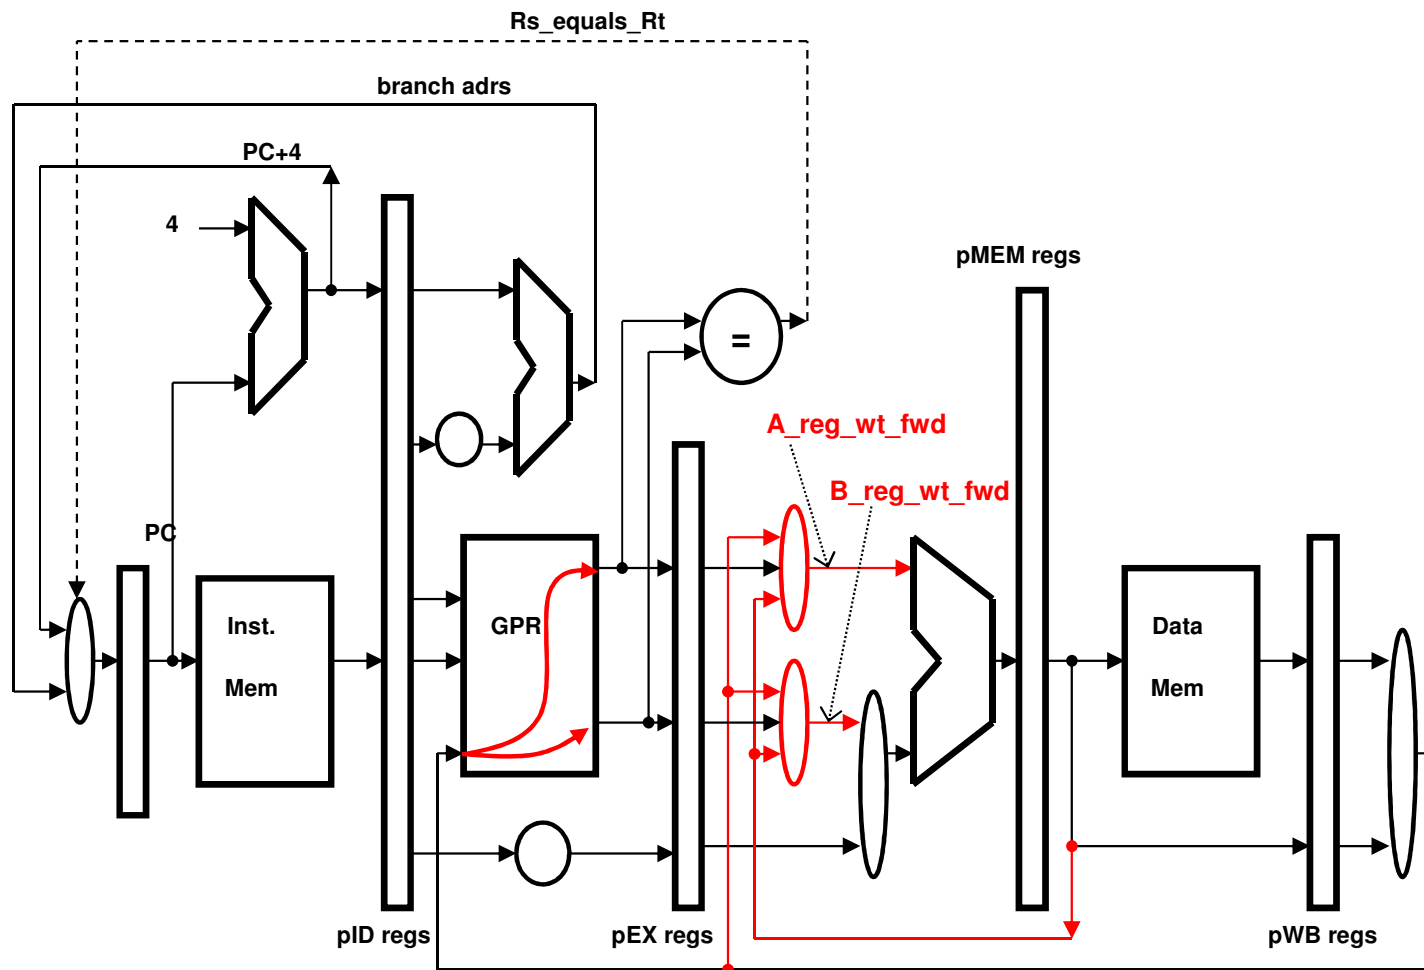 Rs_equals_Rt
branch adrs
PC+4
4
pMEM regs
=
A_reg_wt_fwd
B_reg_wt_fwd
PC
Inst.
Mem
GPR
Data
Mem
pID regs
pEX regs
pWB regs